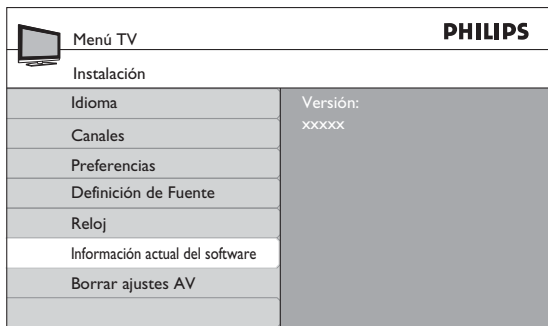 Menú TV
PHILIPS
Instalación
Idioma
Canales
Preferencias
Definición de Fuente
Reloj
Información actual del software
Borrar ajustes AV
Versión:
xxxxx